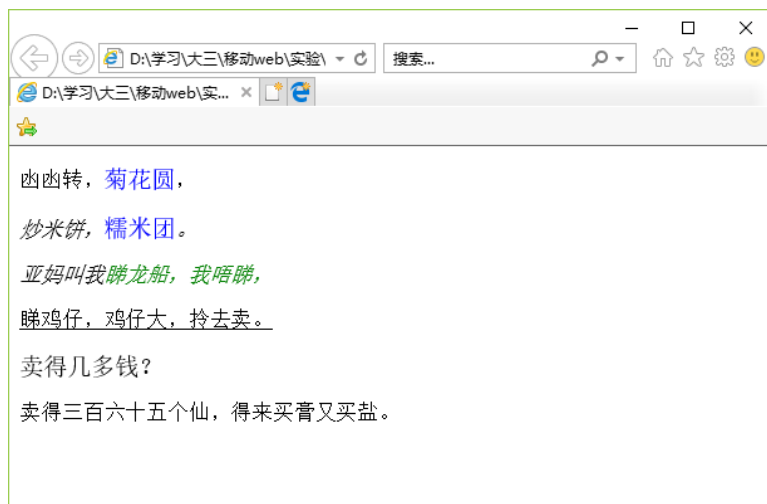 D:\学习\大三\移动web\实验\
搜索...
D:\学习\大三\移动web\实...
凼凼转，菊花圆，
炒米饼，糯米团。
亚妈叫我睇龙船，我唔睇，
睇鸡仔，鸡仔大，拎去卖。
卖得几多钱？
卖得三百六十五个仙，得来买膏又买盐。